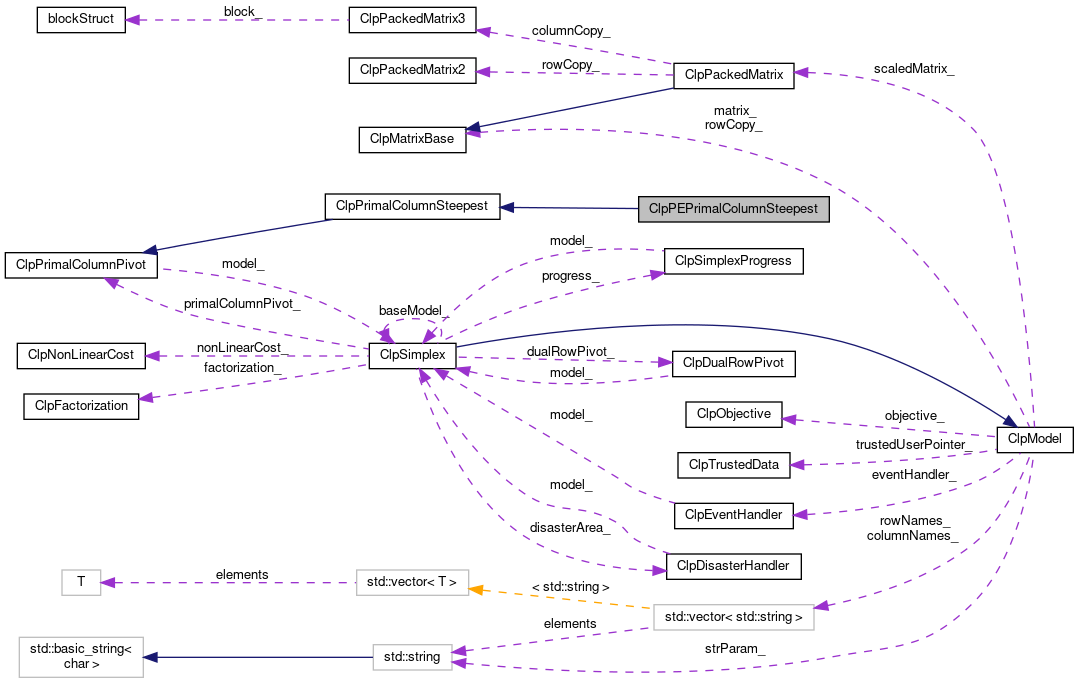 blockStruct
block_
ClpPackedMatrix3
columnCopy_
ClpPackedMatrix2
rowCopy_
ClpPackedMatrix
scaledMatrix_
matrix_
rowCopy_
ClpMatrixBase
ClpPrimalColumnSteepest
ClpPEPrimalColumnSteepest
ClpPrimalColumnPivot
model_
model_
ClpSimplexProgress
progress_
primalColumnPivot_
baseModel_
ClpNonLinearCost
nonLinearCost_
ClpSimplex
dualRowPivot_
ClpDualRowPivot
factorization_
model_
ClpFactorization
model_
ClpObjective
objective_
ClpModel
trustedUserPointer_
ClpTrustedData
eventHandler_
model_
ClpEventHandler
disasterArea_
rowNames_
columnNames_
ClpDisasterHandler
T
elements
std::vector< T >
< std::string >
std::vector< std::string >
elements
std::basic_string<
char >
std::string
strParam_